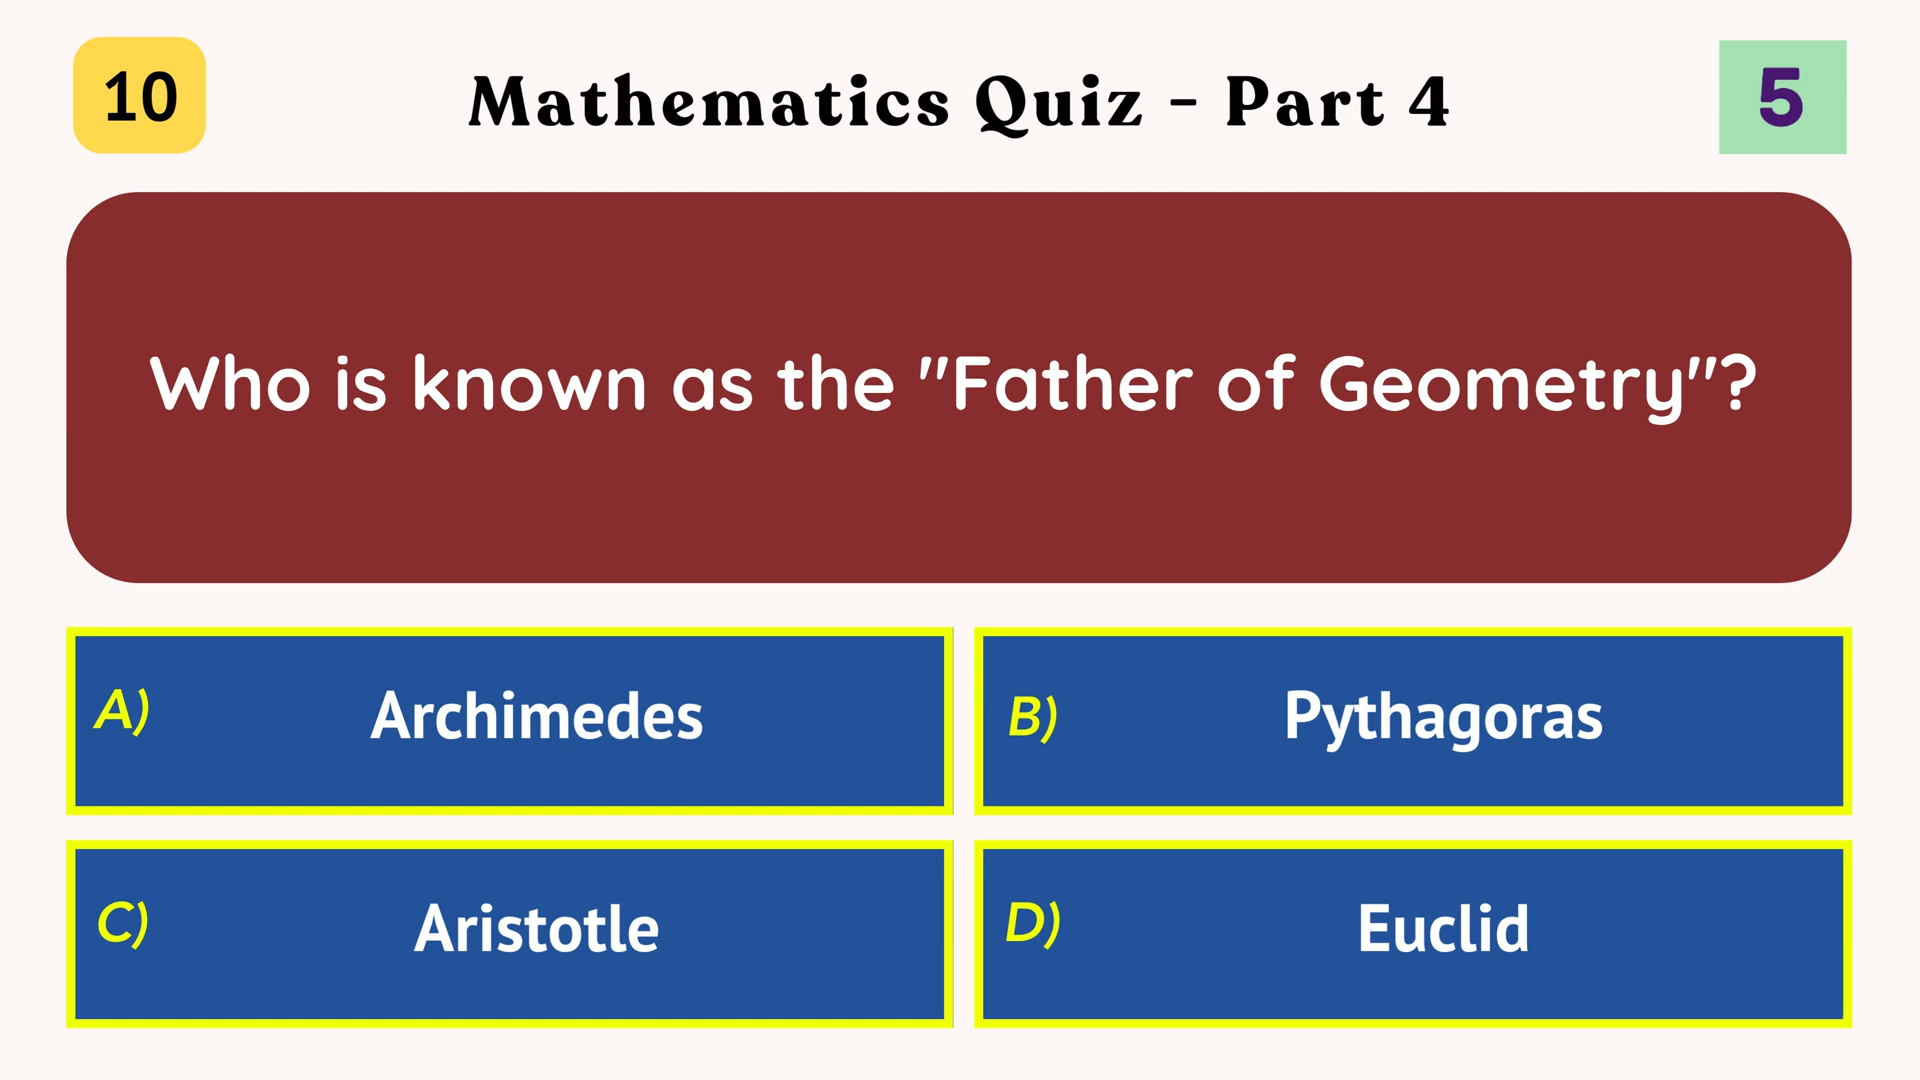 10
Mathematics Quiz - Part 4
5
Who is known as the "Father of Geometry"?
A) Archimedes
B) Pythagoras
C) Aristotle
D) Euclid